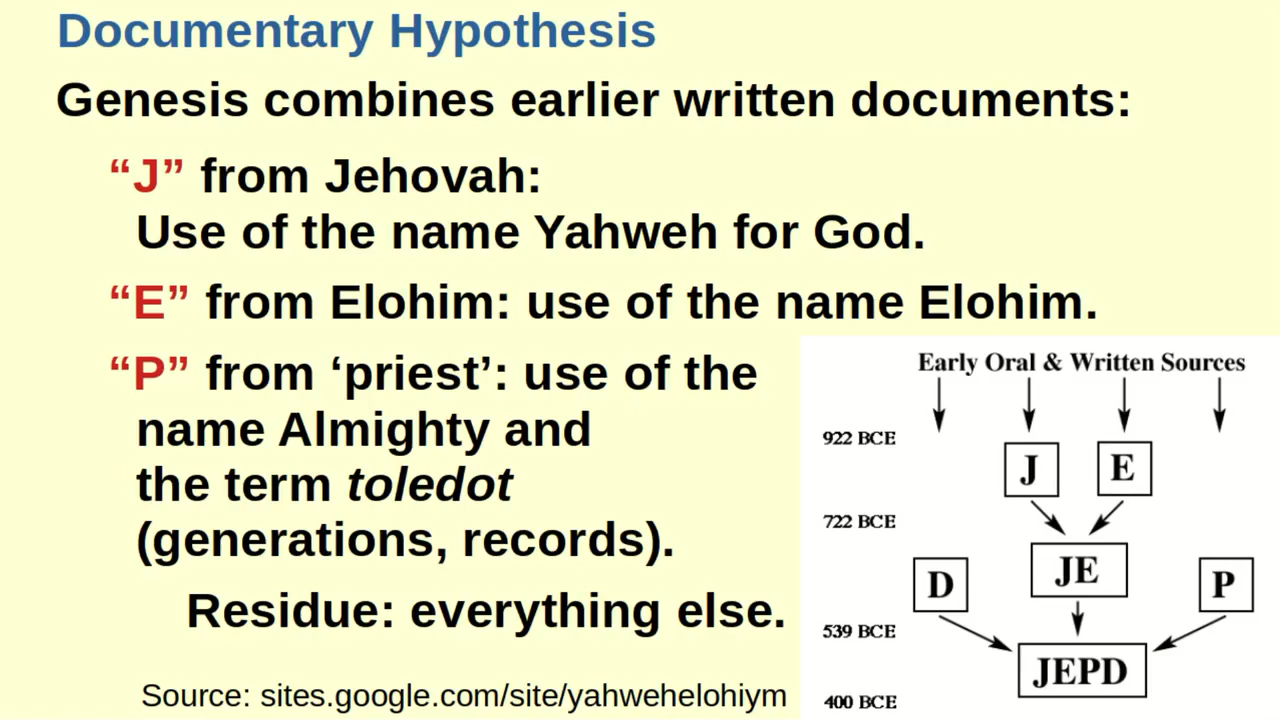 Documentary Hypothesis
Genesis combines earlier written documents:
“J” from Jehovah:
Use of the name Yahweh for God.
“E” from Elohim: use of the name Elohim.
“P” from ‘priest’: use of the
name Almighty and
the term toledot
(generations, records).
Residue: everything else.
Source: sites.google.com/site/yahwehelohiym
Early Oral & Written Sources
922 BCE
J E
722 BCE
JE
D P
539 BCE
JEPD
400 BCE